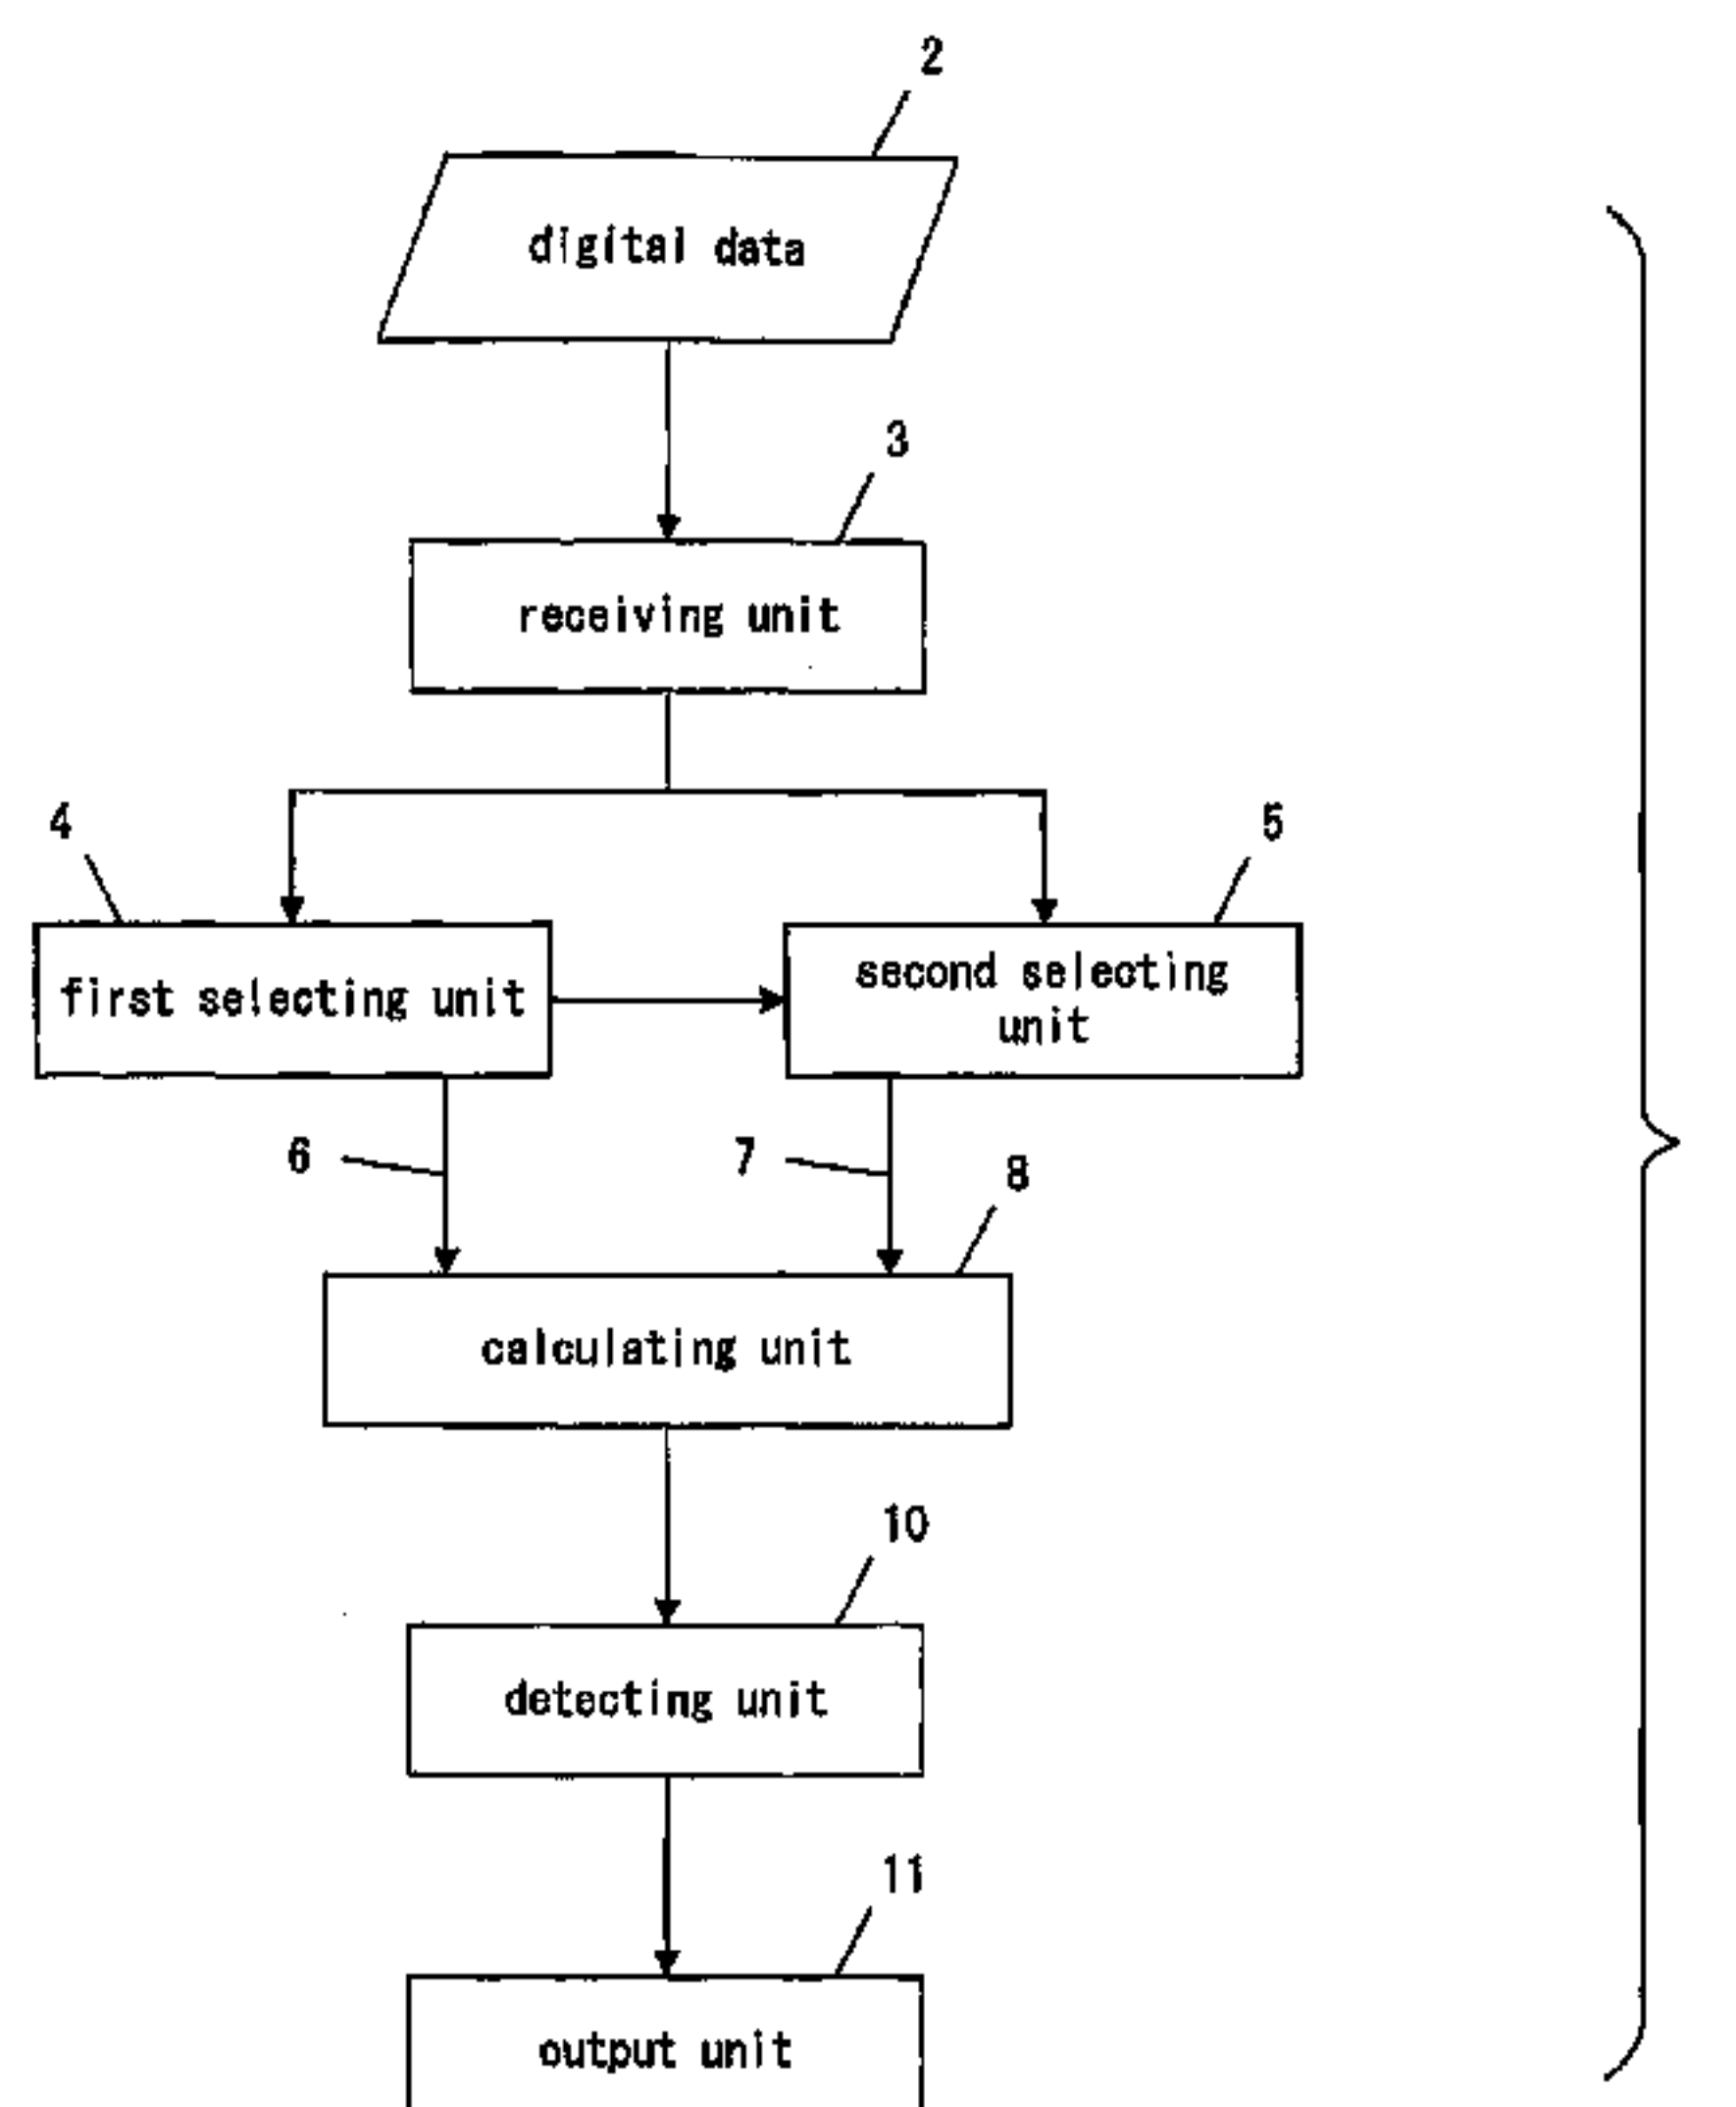 2
digital data
3
receiving unit
4
5
first selecting unit
second selecting
unit
6
7
8
calculating unit
10
detecting unit
11
output unit